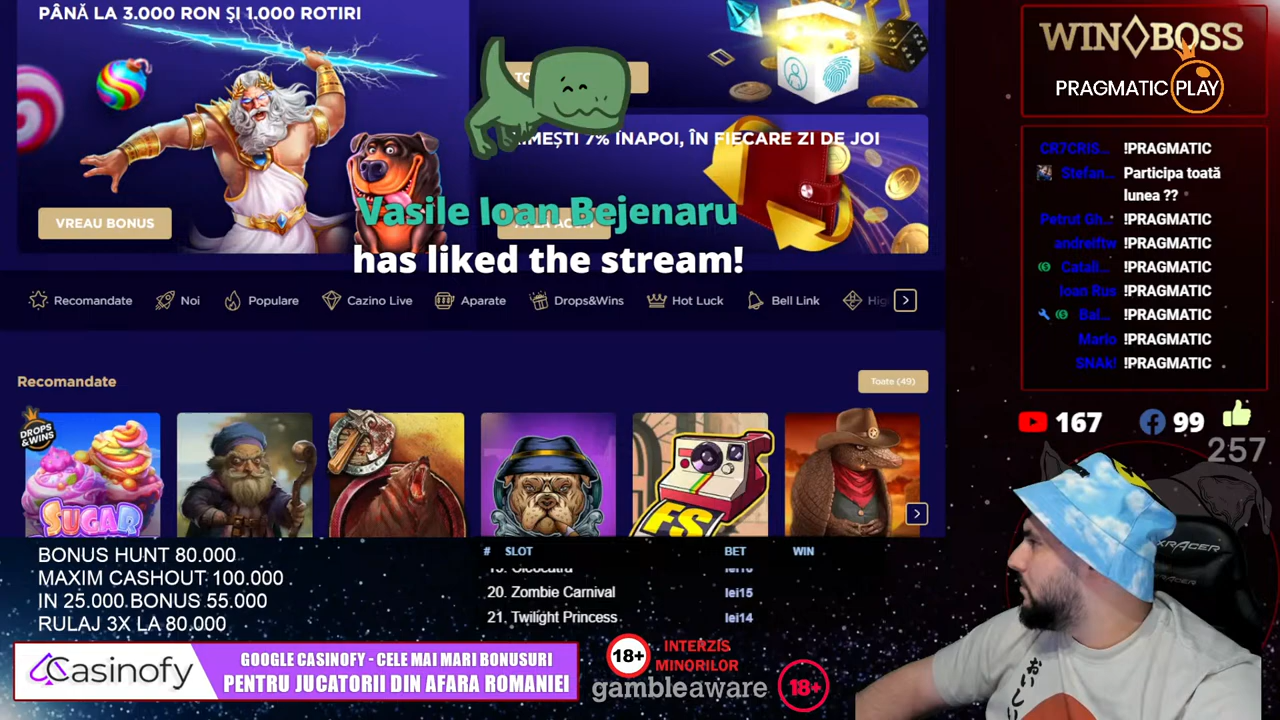 PÂNĂ LA 3.000 RON ŞI 1.000 ROTIRI
VREAU BONUS
7% ÎNAPOI, ÎN FIECARE ZI DE JOI
Vasile Ioan Bejenaru
has liked the stream!
Recomandate
Noi
Populare
Cazino Live
Aparate
Drops&Wins
Hot Luck
Bell Link
Recomandate
Toate (49)
DROPS
&WINS
SUGAR
FS
BONUS HUNT 80.000
MAXIM CASHOUT 100.000
IN 25.000 BONUS 55.000
RULAJ 3X LA 80.000
# SLOT BET WIN
20. Zombie Carnival lei15
21. Twilight Princess lei14
Casinofy
GOOGLE CASINOFY - CELE MAI MARI BONUSURI
PENTRU JUCATORII DIN AFARA ROMANIEI
18+
INTERZIS
MINORILOR
gambleaware
18+
WIN BOSS
PRAGMATIC PLAY
CR7CRIS... !PRAGMATIC
Stefan... Participa toată
lunea ??
Petrut Gh... !PRAGMATIC
andreiftw !PRAGMATIC
Catali... !PRAGMATIC
Ioan Rus !PRAGMATIC
Bal... !PRAGMATIC
Mario !PRAGMATIC
SNAk! !PRAGMATIC
167
99
257
XRACER
おいし